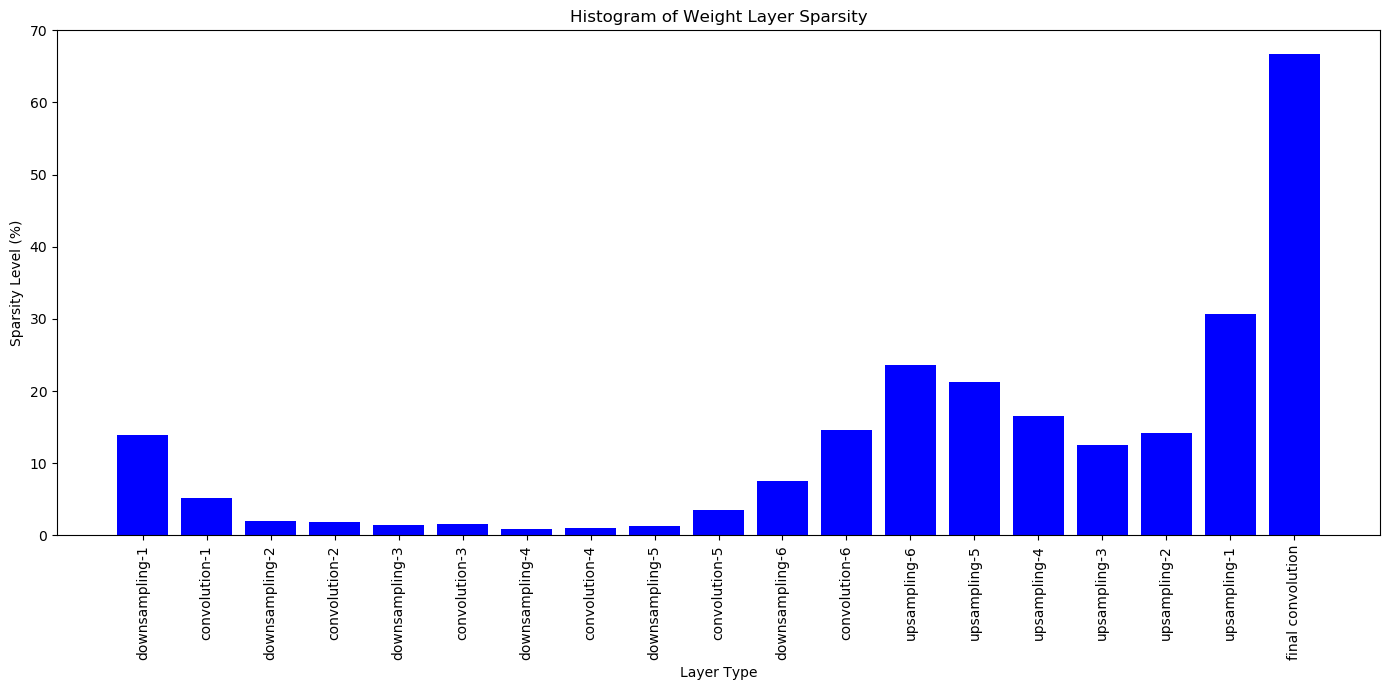 Histogram of Weight Layer Sparsity
Sparsity Level (%)
70
60
50
40
30
20
10
0
downsampling-1
convolution-1
downsampling-2
convolution-2
downsampling-3
convolution-3
downsampling-4
convolution-4
downsampling-5
convolution-5
downsampling-6
convolution-6
upsampling-6
upsampling-5
upsampling-4
upsampling-3
upsampling-2
upsampling-1
final convolution
Layer Type